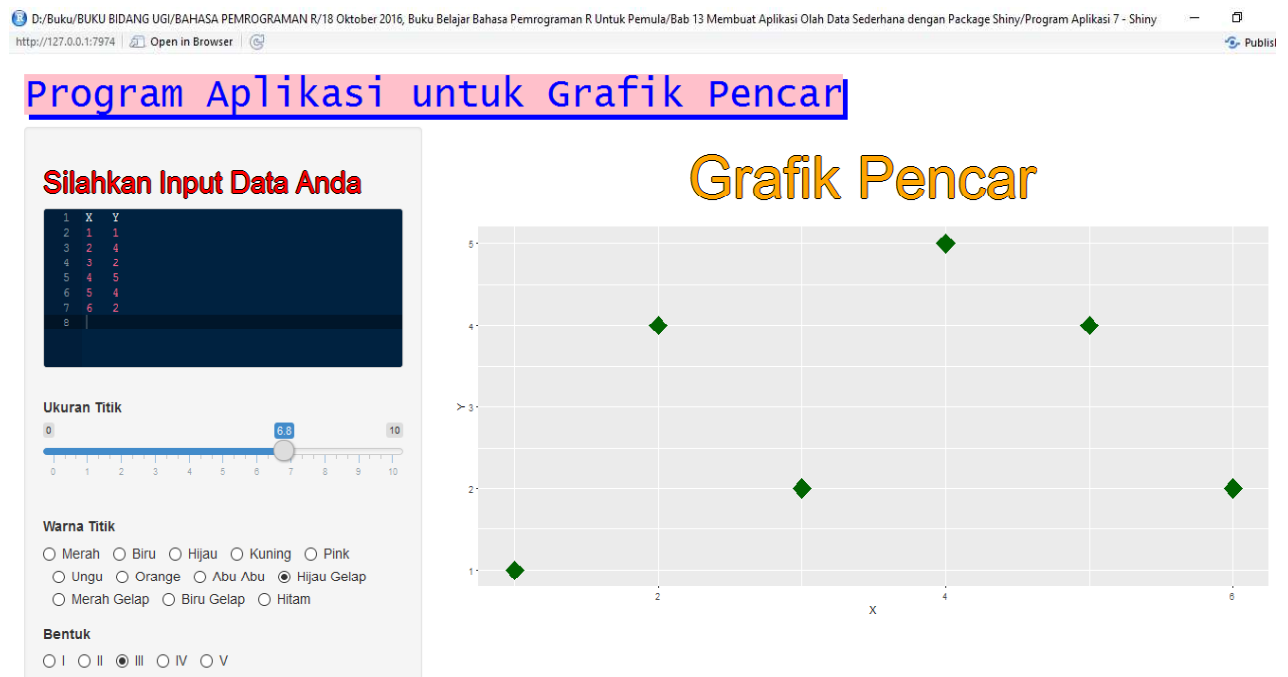 D:/Buku/BUKU BIDANG UGI/BAHASA PEMROGRAMAN R/18 Oktober 2016, Buku Belajar Bahasa Pemrograman R Untuk Pemula/Bab 13 Membuat Aplikasi Olah Data Sederhana dengan Package Shiny/Program Aplikasi 7 - Shiny
http://127.0.0.1:7974 Open in Browser Publish
Program Aplikasi untuk Grafik Pencar
Silahkan Input Data Anda
1 X Y
2 1 1
3 2 4
4 3 2
5 4 5
6 5 4
7 6 2
8
Ukuran Titik
0 6.8 10
0 1 2 3 4 5 6 7 8 9 10
Warna Titik
Merah Biru Hijau Kuning Pink
Ungu Orange Abu Abu Hijau Gelap
Merah Gelap Biru Gelap Hitam
Bentuk
I II III IV V
Grafik Pencar
5
4
Y 3
2
1
2 4 6
X